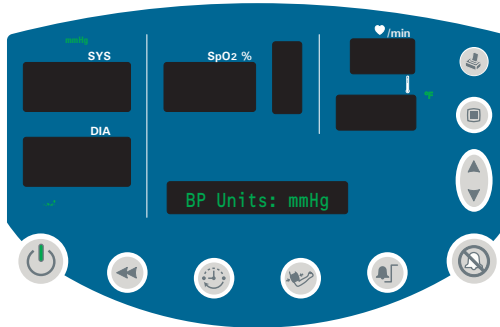 mmHg
SYS
SpO2 %
/min
°F
DIA
BP Units: mmHg